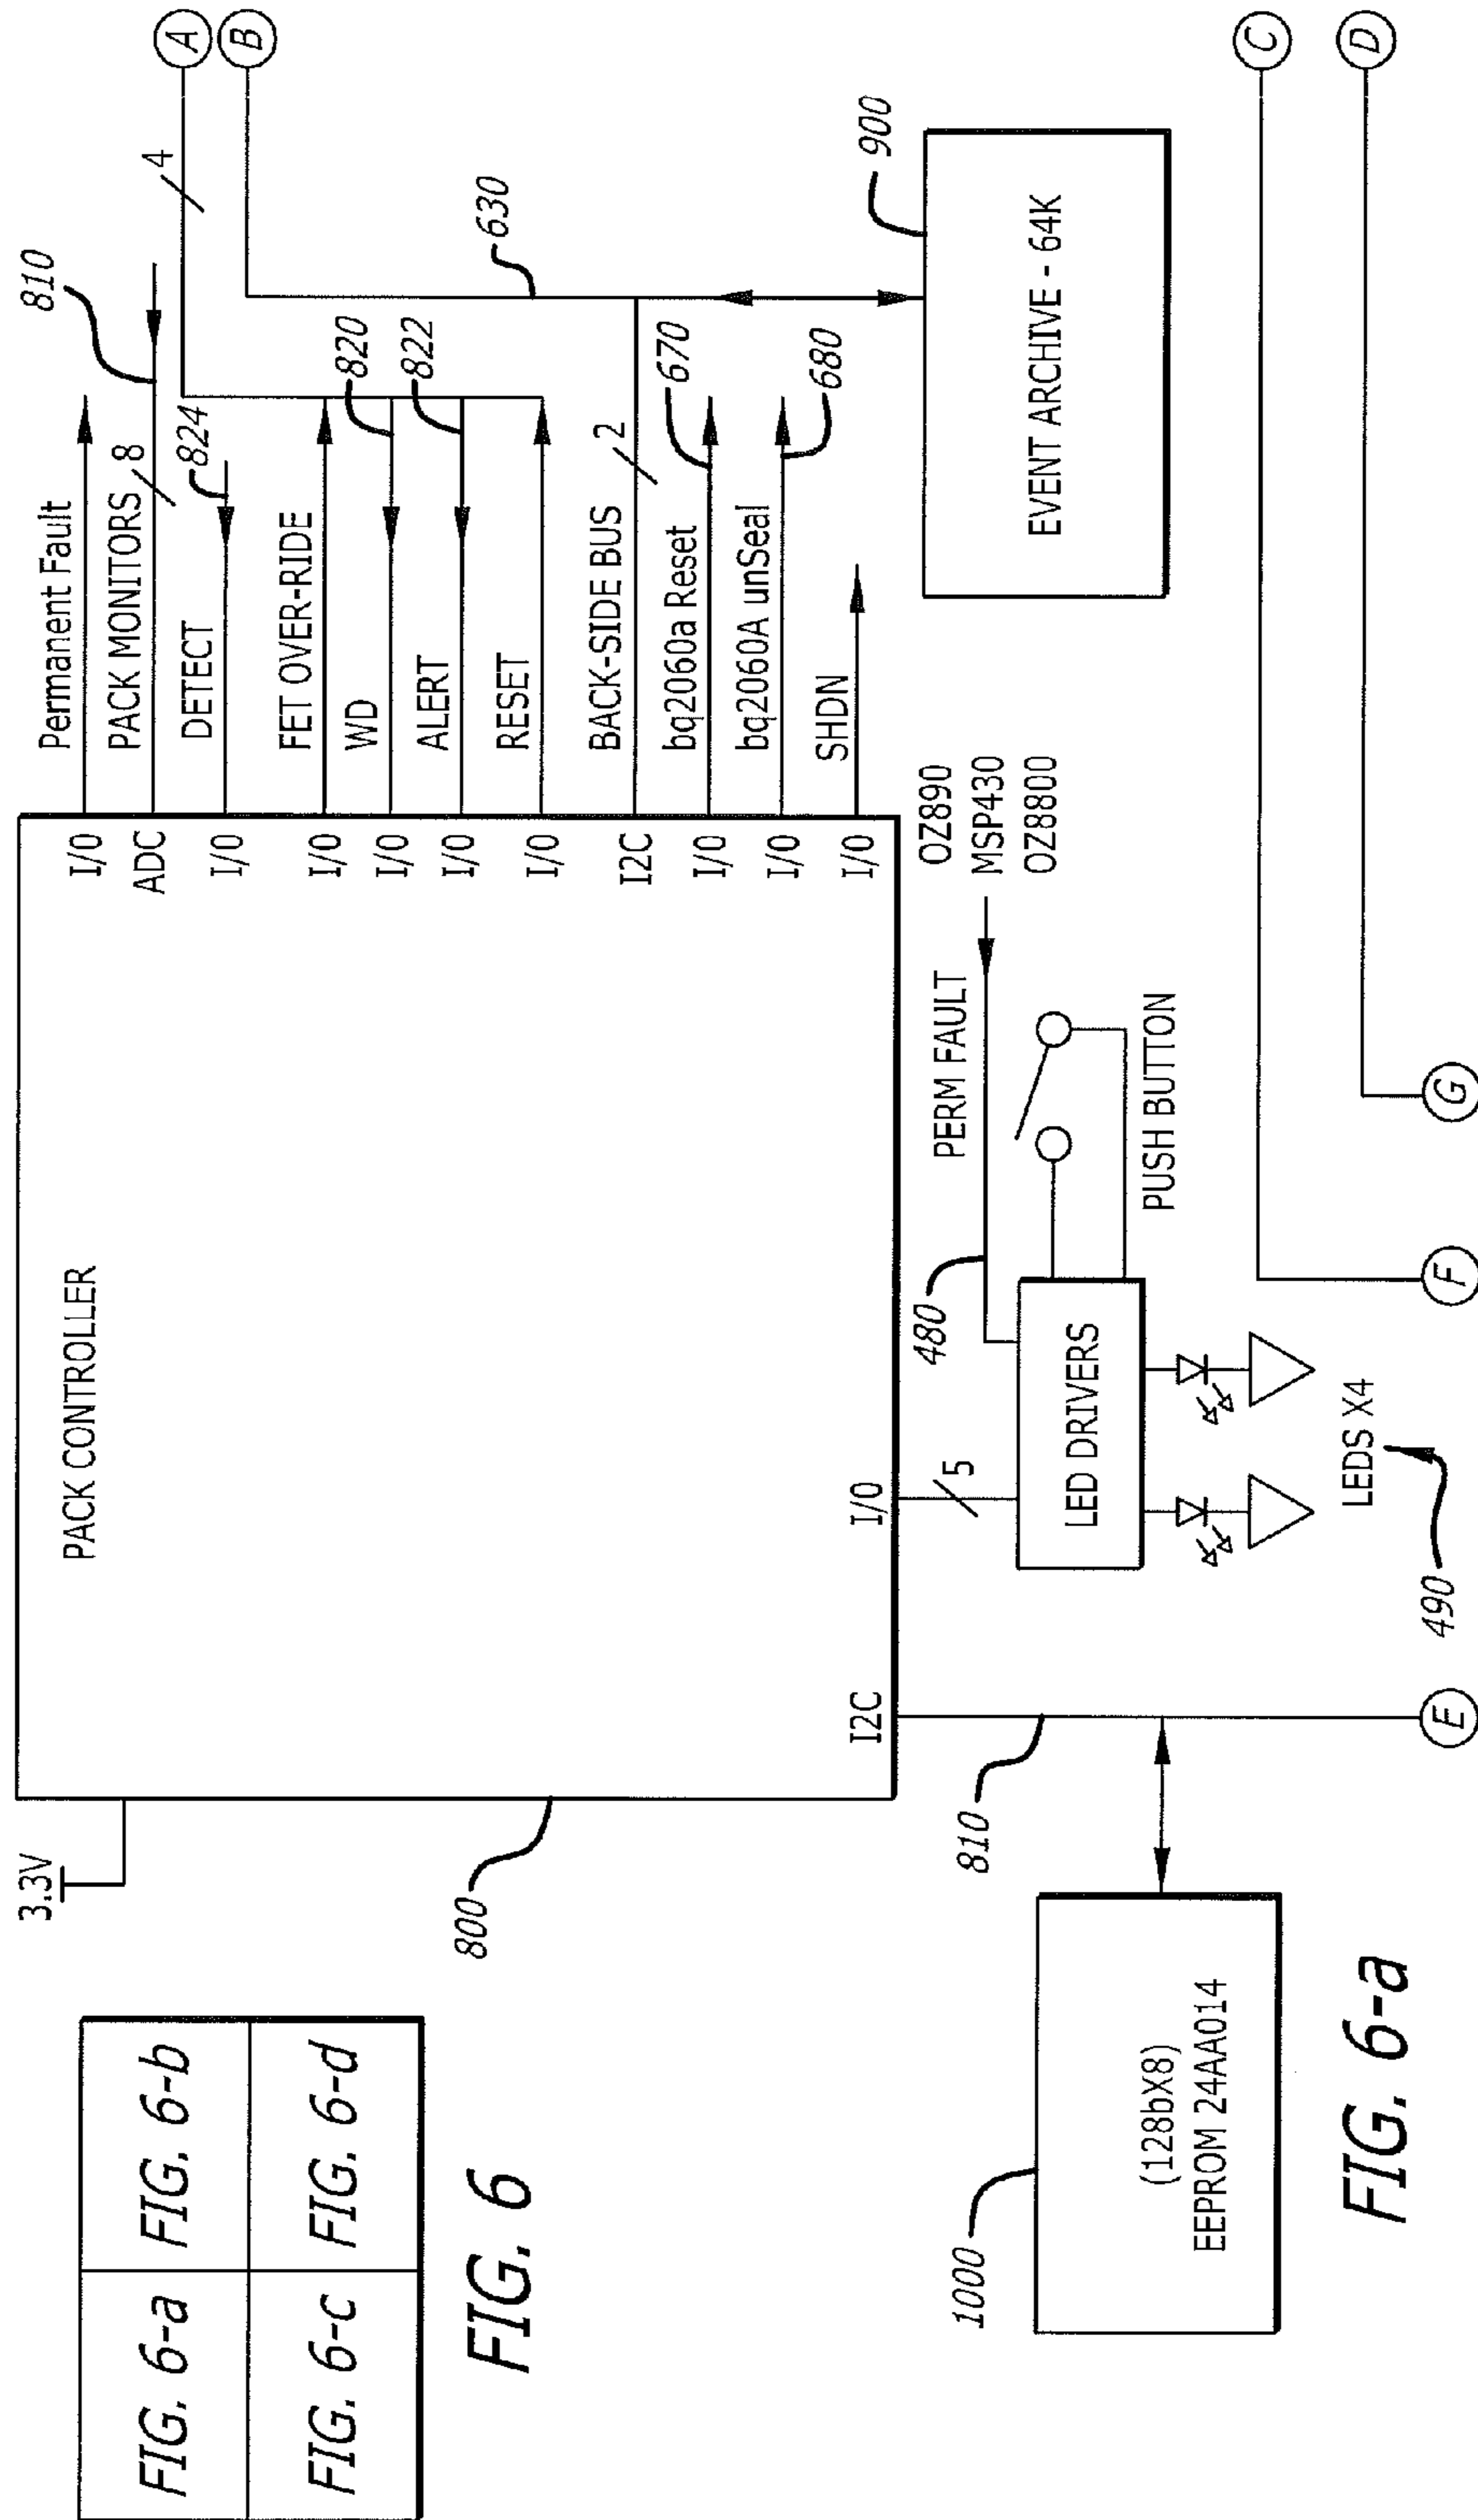 FIG. 6-a
FIG. 6-b
FIG. 6-c
FIG. 6-d
FIG. 6
3.3V
PACK CONTROLLER
800
I/O
Permanent Fault
ADC
PACK MONITORS
8
810
I/O
DETECT
824
I/O
FET OVER-RIDE
I/O
WD
820
I/O
ALERT
822
I/O
RESET
4
A
B
I2C
BACK-SIDE BUS
2
630
I/O
bq2060a Reset
670
I/O
bq2060A unSeal
680
I/O
SHDN
900
EVENT ARCHIVE - 64K
I2C
I/O
5
810
480
PERM FAULT
OZ890
MSP430
OZ8800
LED DRIVERS
PUSH BUTTON
LEDS X4
490
1000
(128bX8)
EEPROM 24AA014
C
D
E
F
G
FIG. 6-a